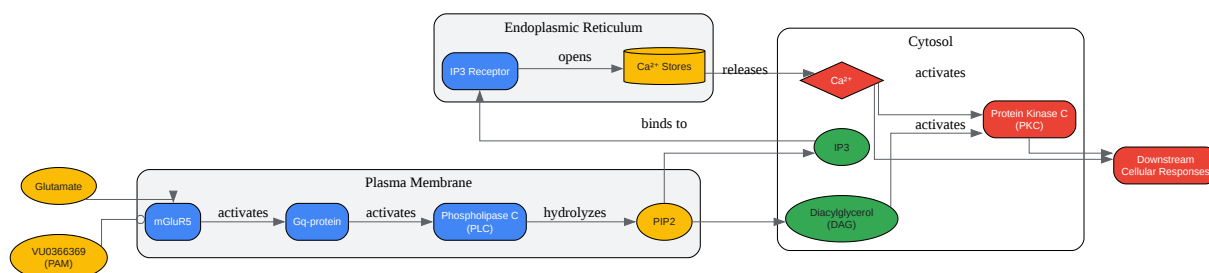 Endoplasmic Reticulum
IP3 Receptor
opens
Ca²⁺ Stores
releases
Cytosol
Ca²⁺
activates
Protein Kinase C
(PKC)
binds to
activates
IP3
Downstream
Cellular Responses
Plasma Membrane
Glutamate
mGluR5
activates
Gq-protein
activates
Phospholipase C
(PLC)
hydrolyzes
PIP2
Diacylglycerol
(DAG)
VU0366369
(PAM)